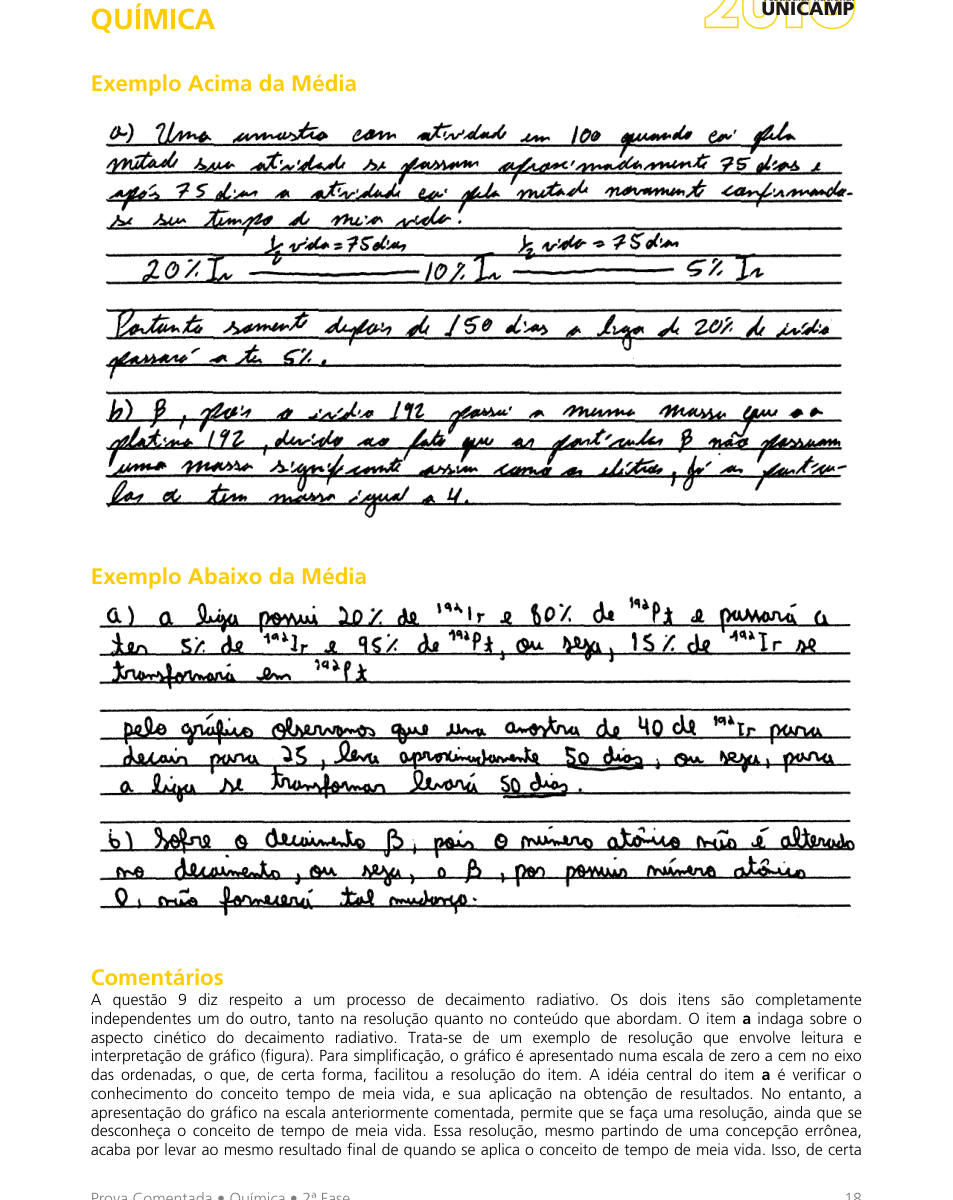 QUÍMICA
UNICAMP
Exemplo Acima da Média
a) Uma amostra com atividade em 100 quando cai pela
metade sua atividade se passam aproximadamente 75 dias e
após 75 dias a atividade cai pela metade novamente confirmando-
se seu tempo de meia vida.
1/2 vida = 75 dias 1/2 vida = 75 dias
20% Ir 10% Ir 5% Ir
Portanto somente depois de 150 dias a liga de 20% de irídio
passará a ter 5%.
b) β, pois o irídio 192 possui a mesma massa que a
platina 192, devido ao fato que as partículas β não possuem
uma massa significante assim como os elétros, já as partícu-
las α tem massa igual a 4.
Exemplo Abaixo da Média
a) a liga possui 20% de ¹⁹²Ir e 80% de ¹⁹²Pt e passará a
ter 5% de ¹⁹²Ir e 95% de ¹⁹²Pt, ou seja, 15% de ¹⁹²Ir se
transformará em ¹⁹²Pt
pelo gráfico observamos que uma amostra de 40 de ¹⁹²Ir para
decair para 25, leva aproximadamente 50 dias, ou seja, para
a liga se transformar levará 50 dias.
b) Sofre o decaimento β, pois o número atômico não é alterado
no decaimento, ou seja, o β, por possuir número atômico
0, não fornecerá tal mudança.
Comentários
A questão 9 diz respeito a um processo de decaimento radiativo. Os dois itens são completamente
independentes um do outro, tanto na resolução quanto no conteúdo que abordam. O item a indaga sobre o
aspecto cinético do decaimento radiativo. Trata-se de um exemplo de resolução que envolve leitura e
interpretação de gráfico (figura). Para simplificação, o gráfico é apresentado numa escala de zero a cem no eixo
das ordenadas, o que, de certa forma, facilitou a resolução do item. A idéia central do item a é verificar o
conhecimento do conceito tempo de meia vida, e sua aplicação na obtenção de resultados. No entanto, a
apresentação do gráfico na escala anteriormente comentada, permite que se faça uma resolução, ainda que se
desconheça o conceito de tempo de meia vida. Essa resolução, mesmo partindo de uma concepção errônea,
acaba por levar ao mesmo resultado final de quando se aplica o conceito de tempo de meia vida. Isso, de certa
Prova Comentada • Química • 2ª Fase 18